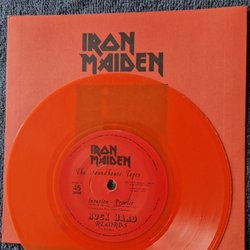 IRON
MAIDEN
IRON
MAIDEN
The Soundhouse Tapes
45
Invasion Prowler
ROCK HARD
RECORDS